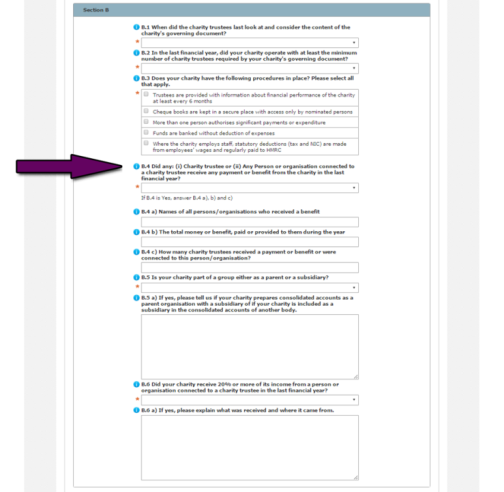 Section B
B.1 When did the charity trustees last look at and consider the content of the
charity's governing document?
*
B.2 In the last financial year, did your charity operate with at least the minimum
number of charity trustees required by your charity's governing document?
*
B.3 Does your charity have the following procedures in place? Please select all
that apply.
*
Trustees are provided with information about financial performance of the charity
at least every 6 months
Cheque books are kept in a secure place with access only by nominated persons
More than one person authorises significant payments or expenditure
Funds are banked without deduction of expenses
Where the charity employs staff, statutory deductions (tax and NIC) are made
from employees' wages and regularly paid to HMRC
B.4 Did any: (i) Charity trustee or (ii) Any Person or organisation connected to
a charity trustee receive any payment or benefit from the charity in the last
financial year?
*
If B.4 is Yes, answer B.4 a), b) and c)
B.4 a) Names of all persons/organisations who received a benefit
B.4 b) The total money or benefit, paid or provided to them during the year
B.4 c) How many charity trustees received a payment or benefit or were
connected to this person/organisation?
B.5 Is your charity part of a group either as a parent or a subsidiary?
*
B.5 a) If yes, please tell us if your charity prepares consolidated accounts as a
parent organisation with a subsidiary of if your charity is included as a
subsidiary in the consolidated accounts of another body.
B.6 Did your charity receive 20% or more of its income from a person or
organisation connected to a charity trustee in the last financial year?
*
B.6 a) If yes, please explain what was received and where it came from.